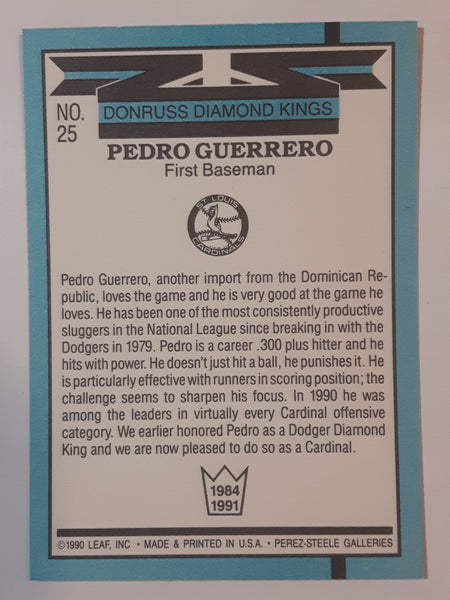 NO.
25
DONRUSS DIAMOND KINGS
PEDRO GUERRERO
First Baseman
ST. LOUIS
CARDINALS
Pedro Guerrero, another import from the Dominican Re-
public, loves the game and he is very good at the game he
loves. He has been one of the most consistently productive
sluggers in the National League since breaking in with the
Dodgers in 1979. Pedro is a career .300 plus hitter and he
hits with power. He doesn't just hit a ball, he punishes it. He
is particularly effective with runners in scoring position; the
challenge seems to sharpen his focus. In 1990 he was
among the leaders in virtually every Cardinal offensive
category. We earlier honored Pedro as a Dodger Diamond
King and we are now pleased to do so as a Cardinal.
1984
1991
©1990 LEAF, INC • MADE & PRINTED IN U.S.A. • PEREZ-STEELE GALLERIES